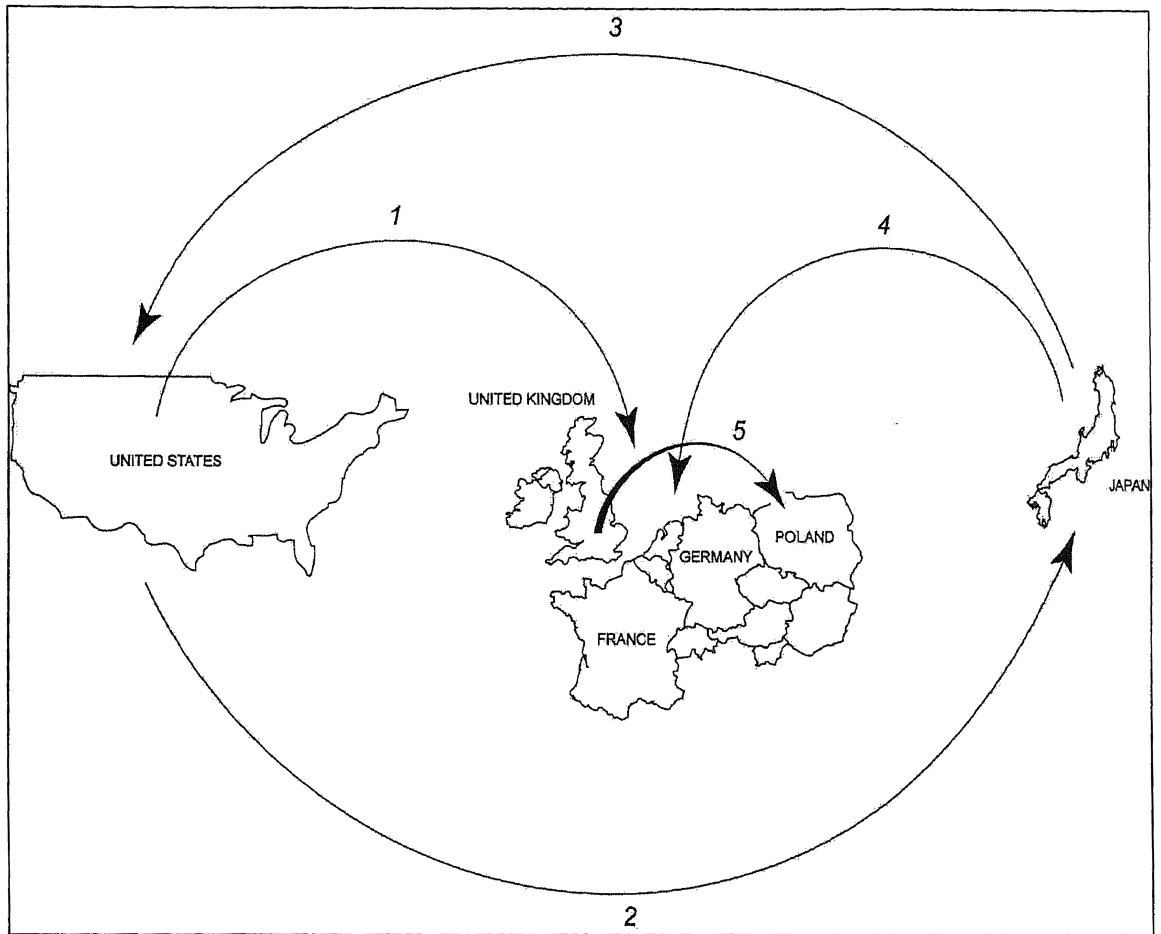 3
1
4
UNITED KINGDOM
5
UNITED STATES
JAPAN
POLAND
GERMANY
FRANCE
2